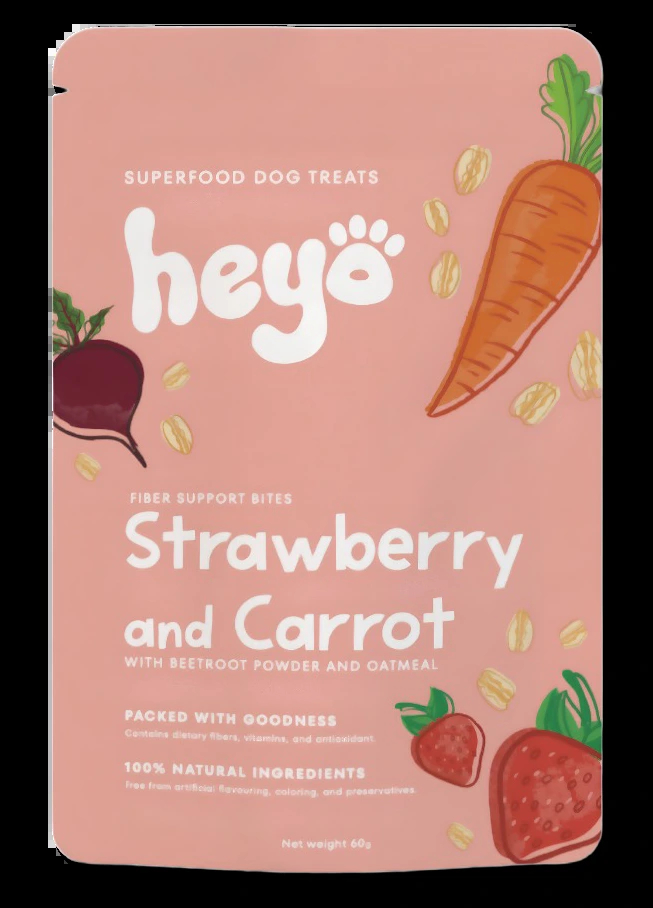 SUPERFOOD DOG TREATS
heyo
FIBER SUPPORT BITES
Strawberry
and Carrot
WITH BEETROOT POWDER AND OATMEAL
PACKED WITH GOODNESS
Contains dietary fibers, vitamins, and antioxidant.
100% NATURAL INGREDIENTS
Free from artificial flavouring, coloring, and preservatives.
Net weight 60g